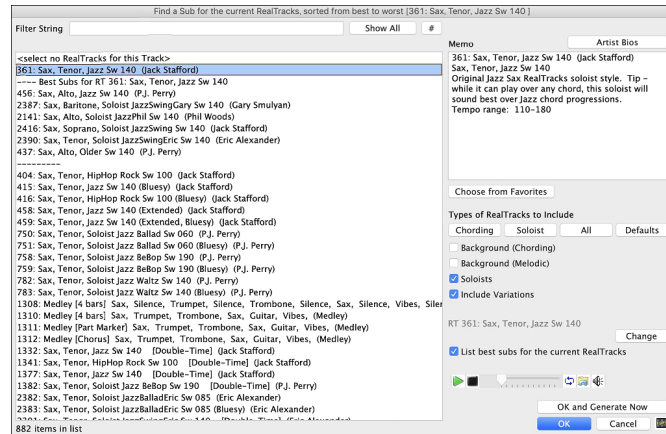 Find a Sub for the current RealTracks, sorted from best to worst [361: Sax, Tenor, Jazz Sw 140 ]
Filter String
Show All
#
<select no RealTracks for this Track>
361: Sax, Tenor, Jazz Sw 140 (Jack Stafford)
---- Best Subs for RT 361: Sax, Tenor, Jazz Sw 140
456: Sax, Alto, Jazz Sw 140 (P.J. Perry)
2387: Sax, Baritone, Soloist JazzSwingGary Sw 140 (Gary Smulyan)
2141: Sax, Alto, Soloist JazzPhil Sw 140 (Phil Woods)
2416: Sax, Soprano, Soloist JazzSwing Sw 140 (Jack Stafford)
2390: Sax, Tenor, Soloist JazzSwingEric Sw 140 (Eric Alexander)
437: Sax, Alto, Older Sw 140 (P.J. Perry)
---------
404: Sax, Tenor, HipHop Rock Sw 100 (Jack Stafford)
415: Sax, Tenor, Jazz Sw 140 (Bluesy) (Jack Stafford)
416: Sax, Tenor, HipHop Rock Sw 100 (Bluesy) (Jack Stafford)
458: Sax, Tenor, Jazz Sw 140 (Extended) (Jack Stafford)
459: Sax, Tenor, Jazz Sw 140 (Extended, Bluesy) (Jack Stafford)
750: Sax, Tenor, Soloist Jazz Ballad Sw 060 (P.J. Perry)
751: Sax, Tenor, Soloist Jazz Ballad Sw 060 (Bluesy) (P.J. Perry)
758: Sax, Tenor, Soloist Jazz BeBop Sw 190 (P.J. Perry)
759: Sax, Tenor, Soloist Jazz BeBop Sw 190 (Bluesy) (P.J. Perry)
782: Sax, Tenor, Soloist Jazz Waltz Sw 140 (P.J. Perry)
783: Sax, Tenor, Soloist Jazz Waltz Sw 140 (Bluesy) (P.J. Perry)
1308: Medley [4 bars] Sax, Silence, Trumpet, Silence, Trombone, Silence, Sax, Silence, Vibes, Siler
1310: Medley [4 bars] Sax, Trumpet, Trombone, Sax, Guitar, Vibes, (Medley)
1311: Medley [Part Marker] Sax, Trumpet, Trombone, Sax, Guitar, Vibes, (Medley)
1312: Medley [Chorus] Sax, Trumpet, Trombone, Sax, Guitar, Vibes, (Medley)
1332: Sax, Tenor, Jazz Sw 140 [Double-Time] (Jack Stafford)
1341: Sax, Tenor, HipHop Rock Sw 100 [Double-Time] (Jack Stafford)
1377: Sax, Tenor, Jazz Sw 140 [Double-Time] (Jack Stafford)
1382: Sax, Tenor, Soloist Jazz BeBop Sw 190 [Double-Time] (P.J. Perry)
2382: Sax, Tenor, Soloist JazzBalladEric Sw 085 (Eric Alexander)
2383: Sax, Tenor, Soloist JazzBalladEric Sw 085 (Bluesy) (Eric Alexander)
882 items in list
Memo
Artist Bios
361: Sax, Tenor, Jazz Sw 140 (Jack Stafford)
Sax, Tenor, Jazz Sw 140
Original Jazz Sax RealTracks soloist style. Tip -
while it can play over any chord, this soloist will
sound best over Jazz chord progressions.
Tempo range: 110-180
Choose from Favorites
Types of RealTracks to Include
Chording
Soloist
All
Defaults
Background (Chording)
Background (Melodic)
Soloists
Include Variations
RT 361: Sax, Tenor, Jazz Sw 140
Change
List best subs for the current RealTracks
OK and Generate Now
OK
Cancel